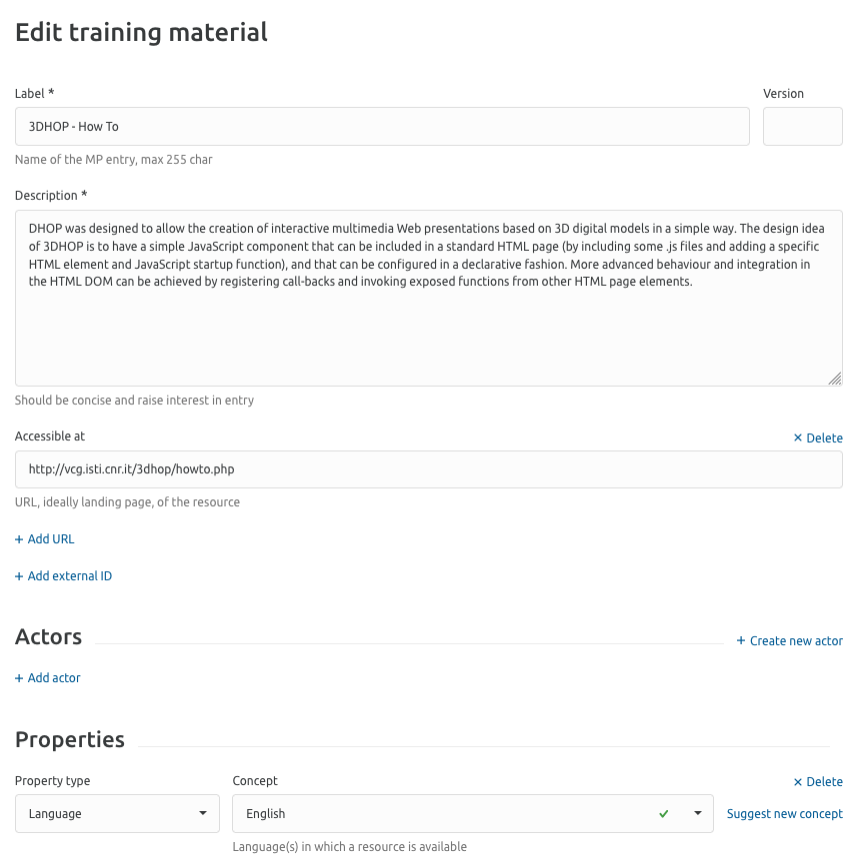 Edit training material
Label *
Version
3DHOP - How To
Name of the MP entry, max 255 char
Description *
DHOP was designed to allow the creation of interactive multimedia Web presentations based on 3D digital models in a simple way. The design idea
of 3DHOP is to have a simple JavaScript component that can be included in a standard HTML page (by including some .js files and adding a specific
HTML element and JavaScript startup function), and that can be configured in a declarative fashion. More advanced behaviour and integration in
the HTML DOM can be achieved by registering call-backs and invoking exposed functions from other HTML page elements.
Should be concise and raise interest in entry
Accessible at
× Delete
http://vcg.isti.cnr.it/3dhop/howto.php
URL, ideally landing page, of the resource
+ Add URL
+ Add external ID
Actors
+ Create new actor
+ Add actor
Properties
Property type
Concept
× Delete
Language
English
Suggest new concept
Language(s) in which a resource is available